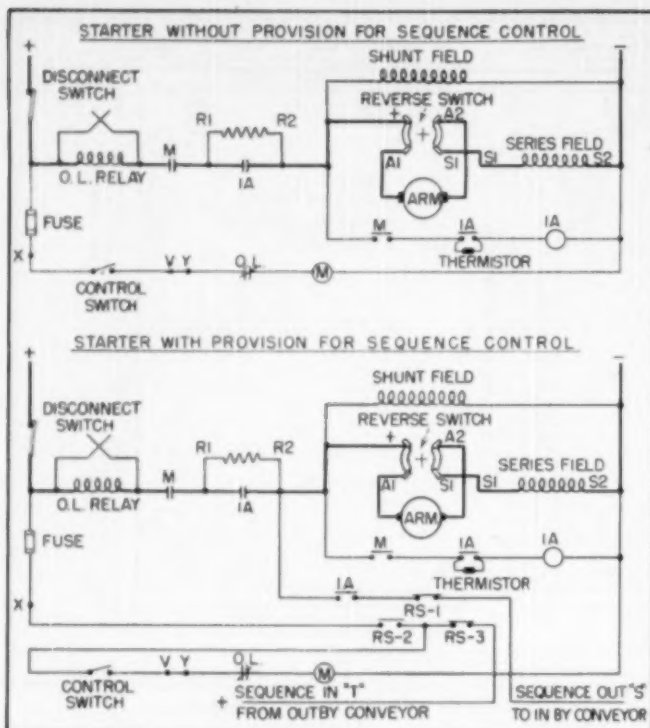 STARTER WITHOUT PROVISION FOR SEQUENCE CONTROL
+
−
DISCONNECT
SWITCH
SHUNT FIELD
REVERSE SWITCH
+
A2
+
R1
R2
M
1A
A1
S1
S1
SERIES FIELD
S2
O.L. RELAY
ARM.
FUSE
M
1A
1A
THERMISTOR
X
V Y
O.L.
M
CONTROL
SWITCH
STARTER WITH PROVISION FOR SEQUENCE CONTROL
+
−
DISCONNECT
SWITCH
SHUNT FIELD
REVERSE SWITCH
+
A2
+
R1
R2
M
1A
A1
S1
S1
SERIES FIELD
S2
O.L. RELAY
ARM.
FUSE
M
1A
1A
THERMISTOR
X
1A
RS-1
RS-2
RS-3
V Y
O.L.
M
CONTROL
SWITCH
+ SEQUENCE IN "T"
FROM OUTBY CONVEYOR
SEQUENCE OUT "S"
TO IN BY CONVEYOR